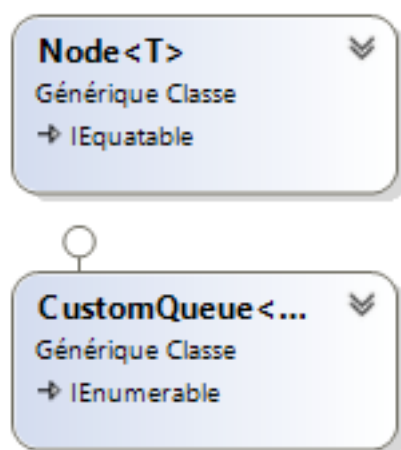 Node<T>
Générique Classe
IEquatable
CustomQueue<...
Générique Classe
IEnumerable